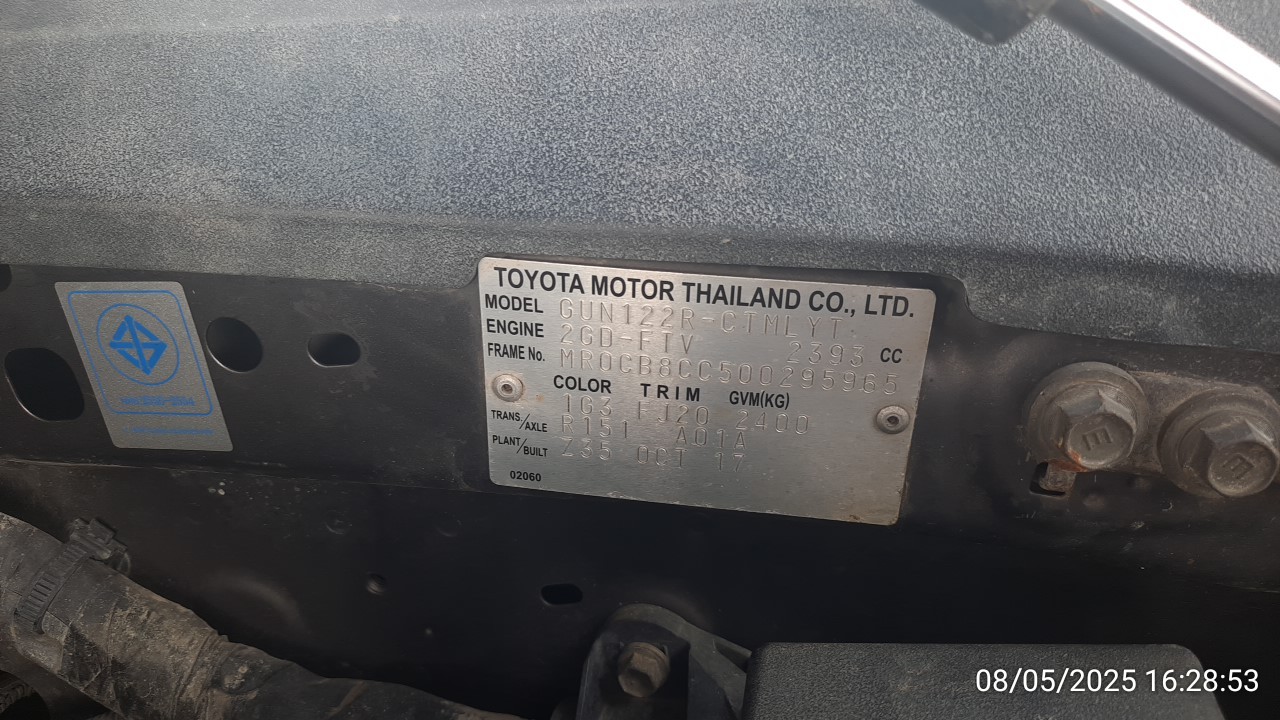 TOYOTA MOTOR THAILAND CO., LTD.
MODEL GUN122R-CTMLYT
ENGINE 2GD-FTV 2393 CC
FRAME No. MR0CB8CC500295965
COLOR TRIM GVM(KG)
1G3 FJ20 2400
TRANS./AXLE R151 A01A
PLANT/BUILT Z35 OCT 17
02060
08/05/2025 16:28:53